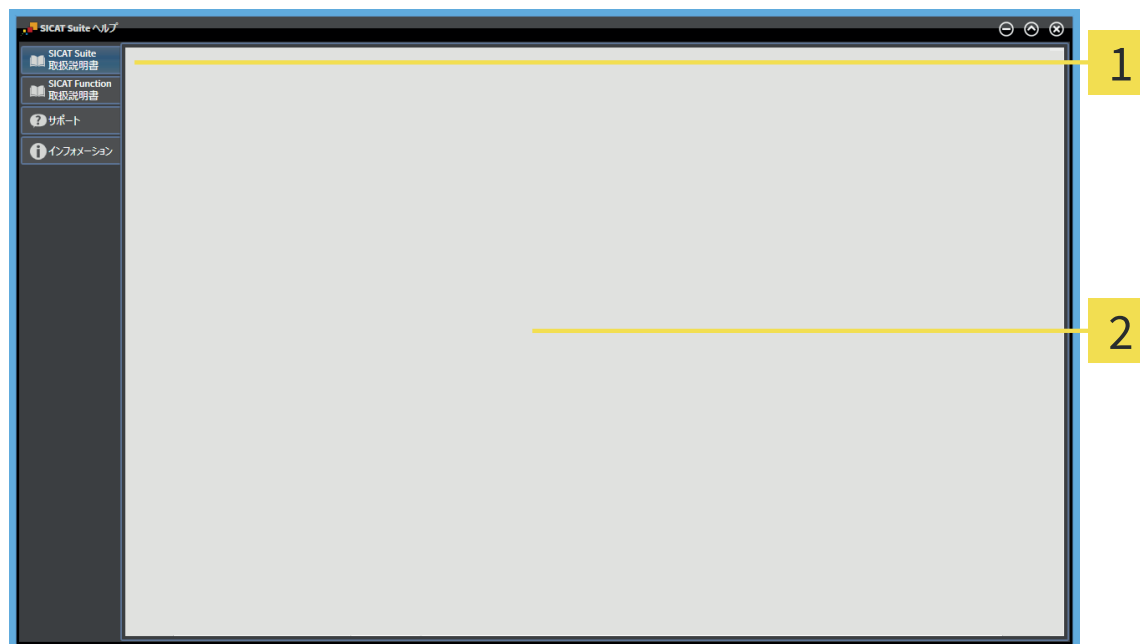 SICAT Suite ヘルプ
SICAT Suite
取扱説明書
SICAT Function
取扱説明書
サポート
インフォメーション
1
2